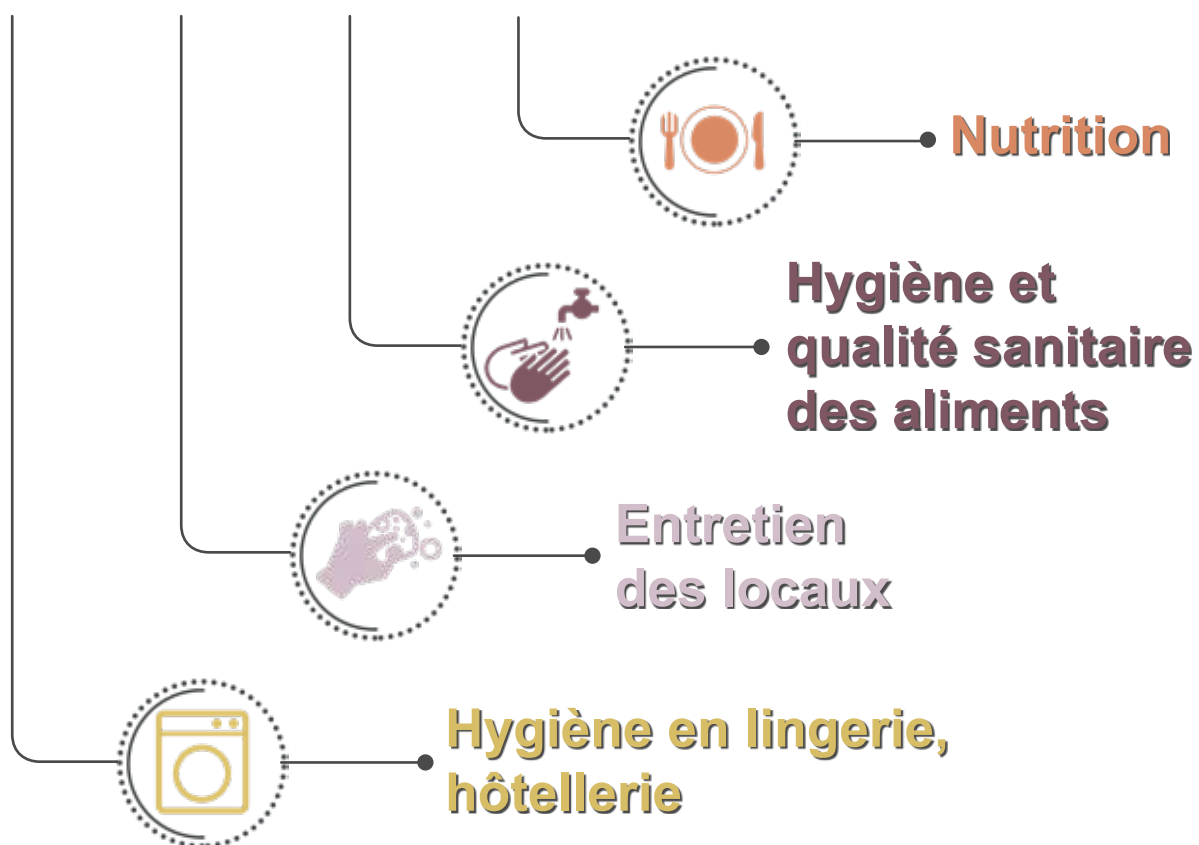 Nutrition
Hygiène et
qualité sanitaire
des aliments
Entretien
des locaux
Hygiène en lingerie,
hôtellerie